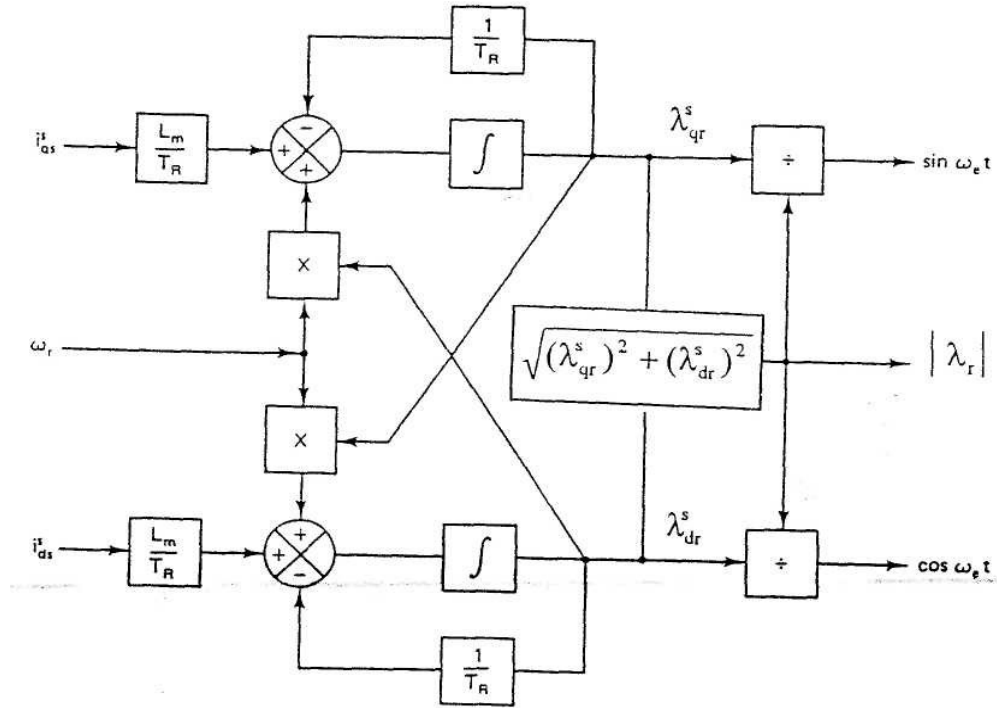 1
T_R
λ^s_qr
i^s_qs
L_m
T_R
−
+
+
∫
÷
sin ω_e t
×
ω_r
√(λ^s_qr)^2 + (λ^s_dr)^2
| λ_r |
×
λ^s_dr
i^s_ds
L_m
T_R
+
+
−
∫
÷
cos ω_e t
1
T_R